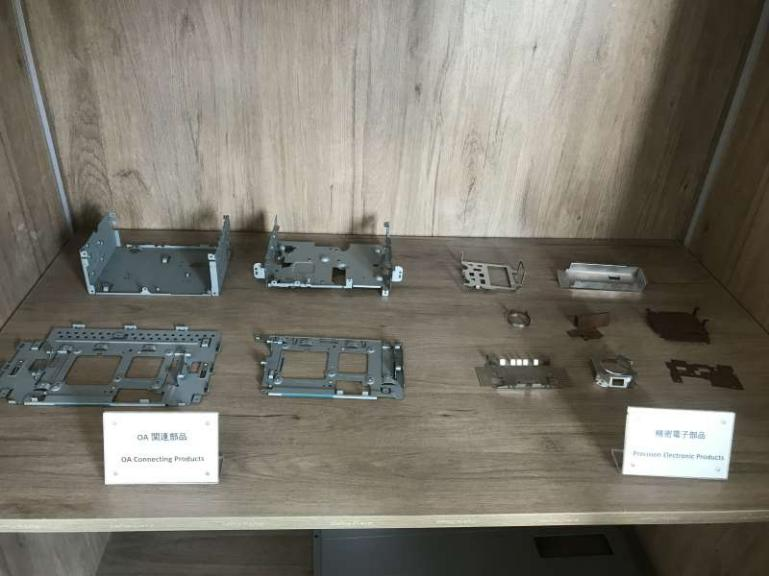 OA 関連部品
OA Connecting Products
精密電子部品
Precision Electronic Products